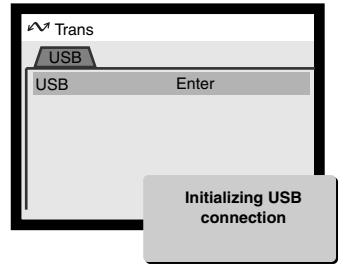 Trans
USB
USB Enter
Initializing USB
connection